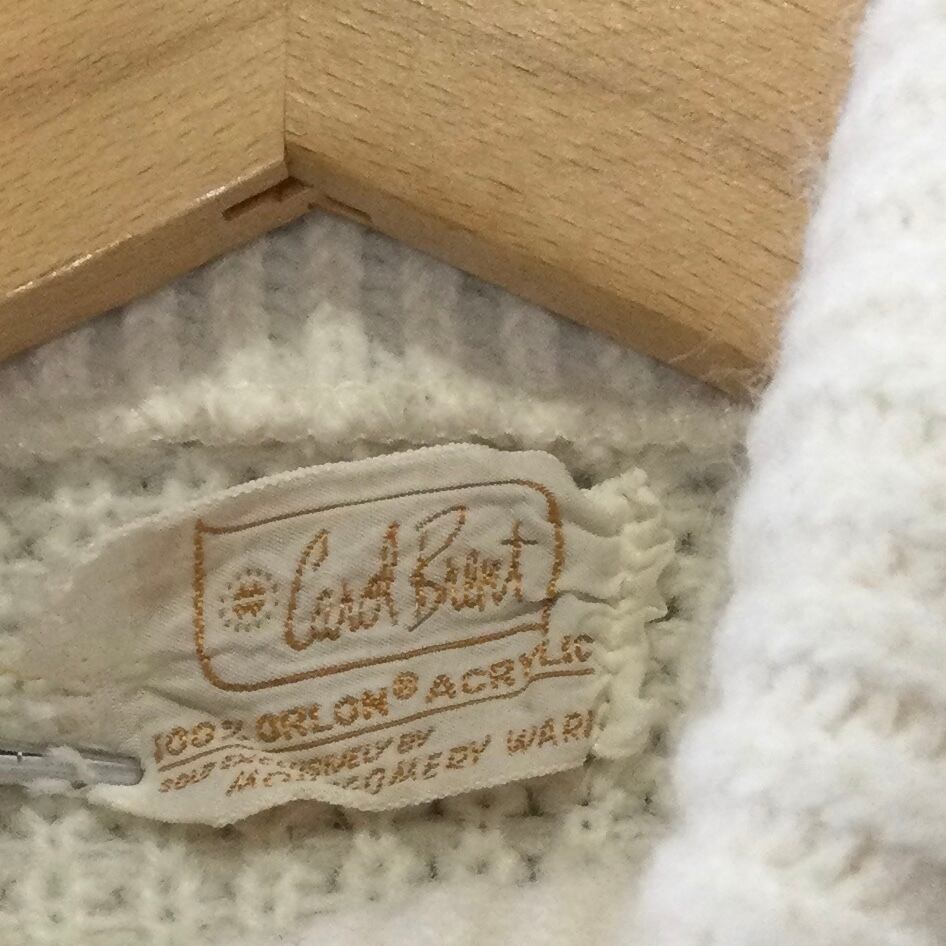 Carol Brent
100% ORLON® ACRYLIC
SOLD EXCLUSIVELY BY
MONTGOMERY WARD